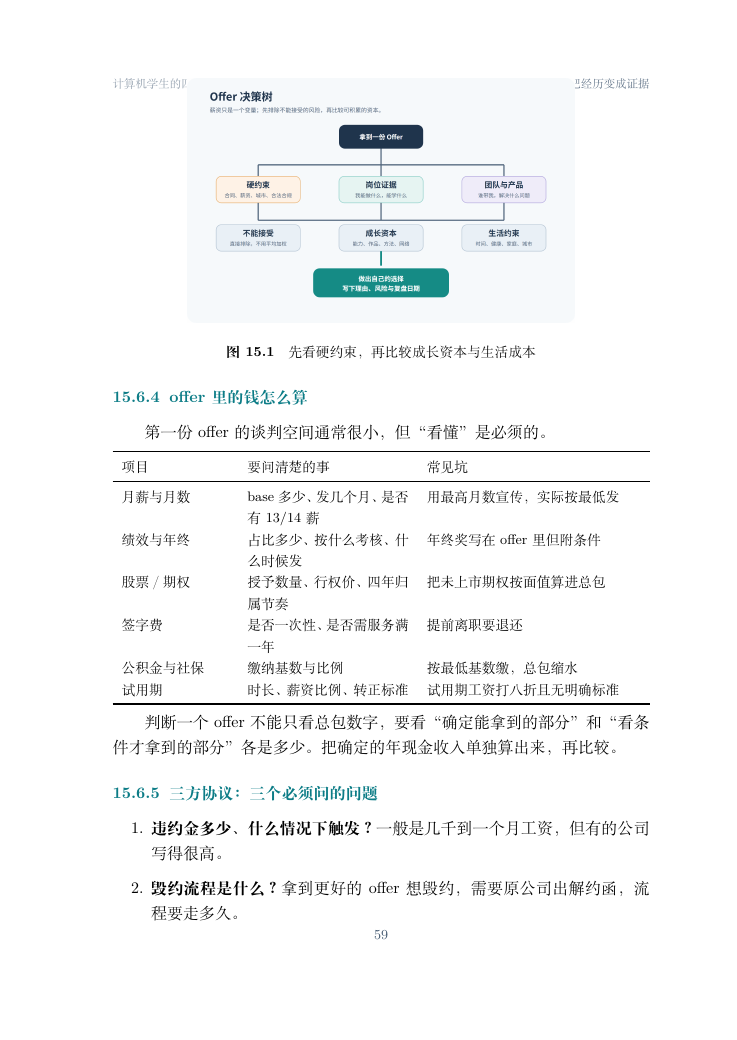 计算机学生的
把经历变成证据
Offer 决策树
薪资只是一个变量；先排除不能接受的风险，再比较可积累的资本。
拿到一份 Offer
硬约束
合同、薪资、城市、合法合规
岗位证据
我能做什么、能学什么
团队与产品
谁带我、解决什么问题
不能接受
直接排除，不用平均加权
成长资本
能力、作品、方法、网络
生活约束
时间、健康、家庭、城市
做出自己的选择
写下理由、风险与复盘日期
图 15.1 先看硬约束，再比较成长资本与生活成本
15.6.4 offer 里的钱怎么算
第一份 offer 的谈判空间通常很小，但“看懂”是必须的。
项目 要问清楚的事 常见坑
月薪与月数 base 多少、发几个月、是否 用最高月数宣传，实际按最低发
有 13/14 薪
绩效与年终 占比多少、按什么考核、什 年终奖写在 offer 里但附条件
么时候发
股票 / 期权 授予数量、行权价、四年归 把未上市期权按面值算进总包
属节奏
签字费 是否一次性、是否需服务满 提前离职要退还
一年
公积金与社保 缴纳基数与比例 按最低基数缴，总包缩水
试用期 时长、薪资比例、转正标准 试用期工资打八折且无明确标准
判断一个 offer 不能只看总包数字，要看“确定能拿到的部分”和“看条
件才拿到的部分”各是多少。把确定的年现金收入单独算出来，再比较。
15.6.5 三方协议：三个必须问的问题
1. 违约金多少、什么情况下触发？一般是几千到一个月工资，但有的公司
写得很高。
2. 毁约流程是什么？拿到更好的 offer 想毁约，需要原公司出解约函，流
程要走多久。
59